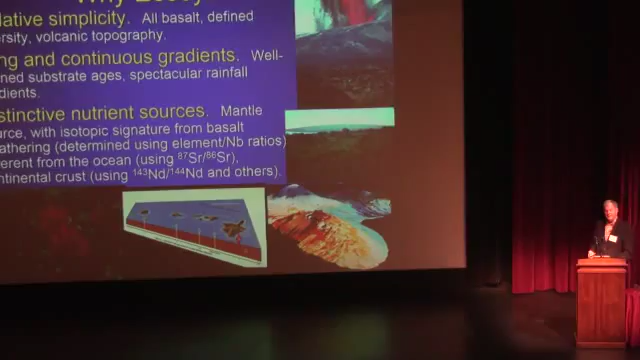 lative simplicity. All basalt, defined
ersity, volcanic topography.
ng and continuous gradients. Well-
ned substrate ages, spectacular rainfall
dients.
stinctive nutrient sources. Mantle
urce, with isotopic signature from basalt
athering (determined using element/Nb ratios)
erent from the ocean (using ⁸⁷Sr/⁸⁶Sr),
ntinental crust (using ¹⁴³Nd/¹⁴⁴Nd and others).